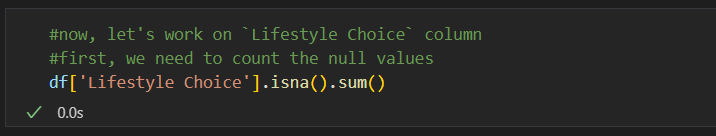 #now, let's work on `Lifestyle Choice` column
#first, we need to count the null values
df['Lifestyle Choice'].isna().sum()
0.0s